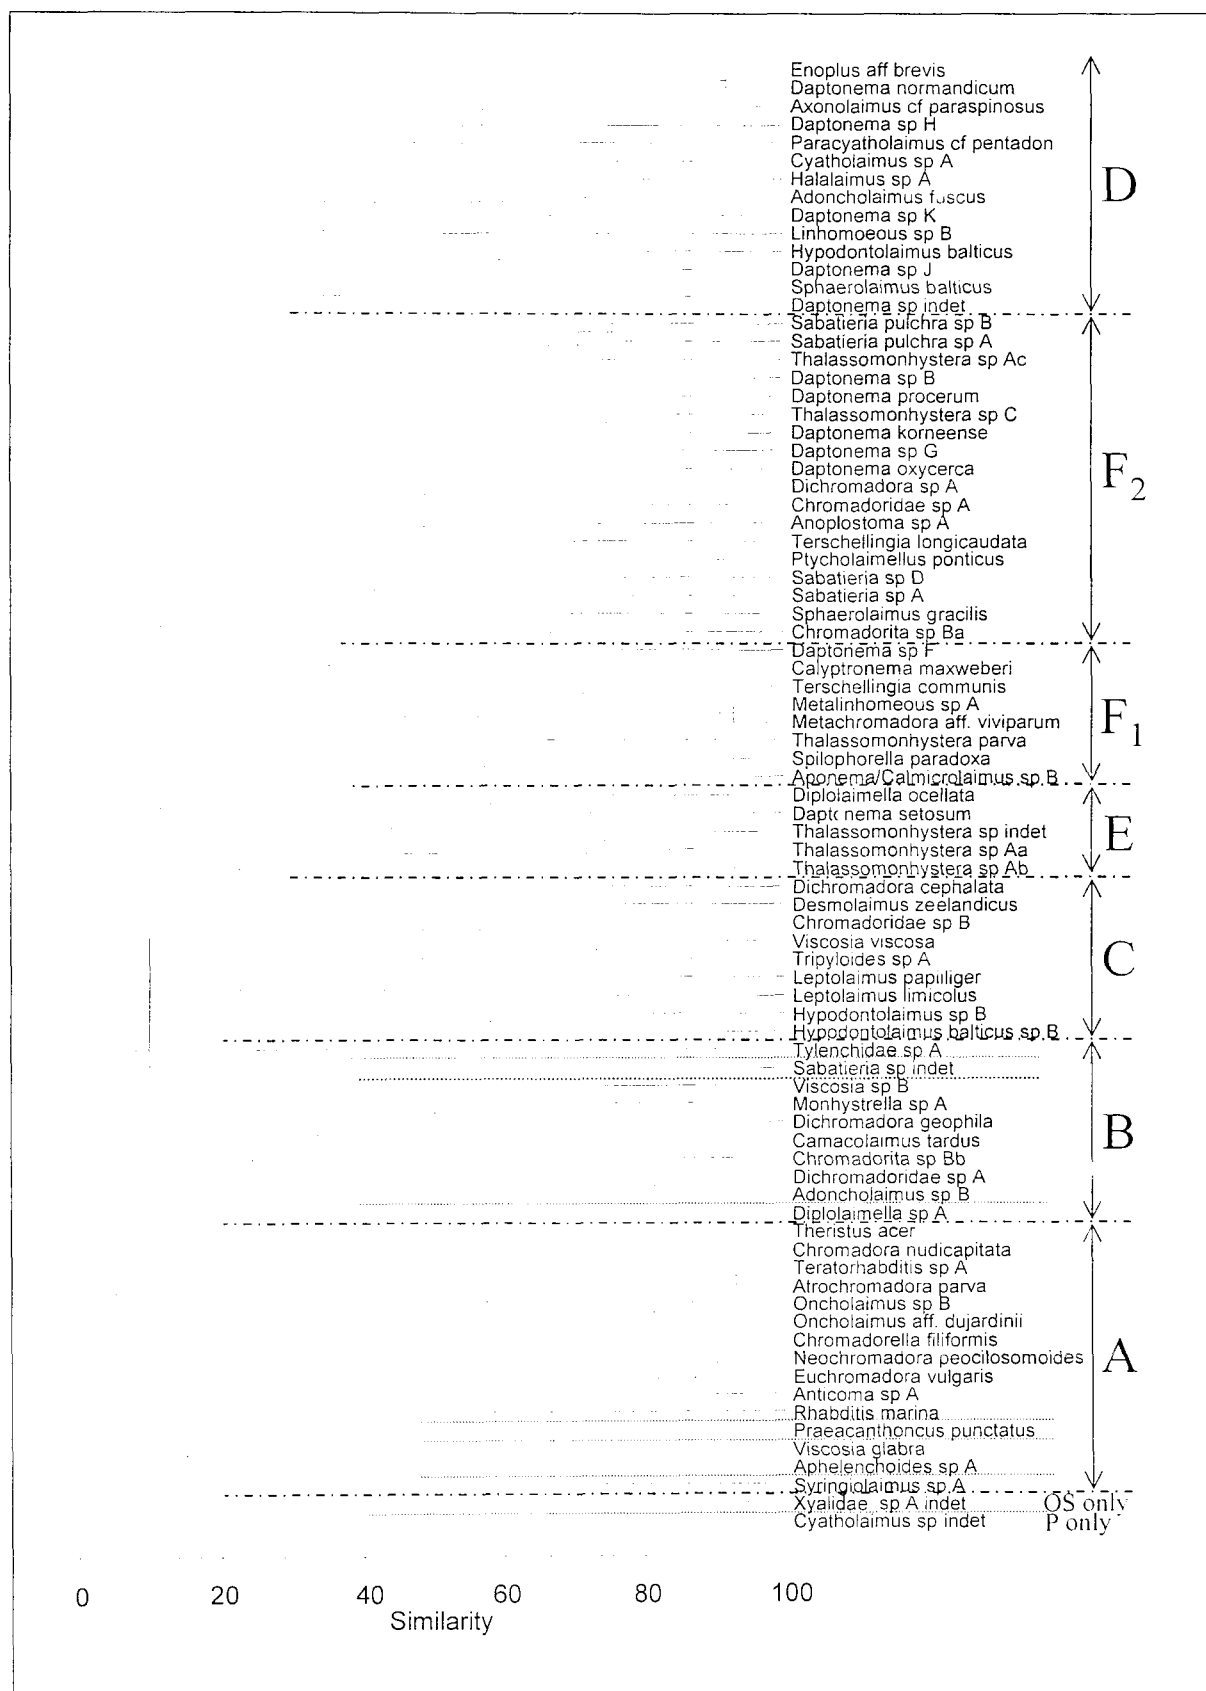 Enoplus aff brevis
Daptonema normandicum
Axonolaimus cf paraspinosus
Daptonema sp H
Paracyatholaimus cf pentadon
Cyatholaimus sp A
Halalaimus sp A
Adoncholaimus fuscus
Daptonema sp K
Linhomoeous sp B
Hypodontolaimus balticus
Daptonema sp J
Sphaerolaimus balticus
Daptonema sp indet
D
Sabatieria pulchra sp B
Sabatieria pulchra sp A
Thalassomonhystera sp Ac
Daptonema sp B
Daptonema procerum
Thalassomonhystera sp C
Daptonema korneense
Daptonema sp G
Daptonema oxycerca
Dichromadora sp A
Chromadoridae sp A
Anoplostoma sp A
Terschellingia longicaudata
Ptycholaimellus ponticus
Sabatieria sp D
Sabatieria sp A
Sphaerolaimus gracilis
Chromadorita sp Ba
F2
Daptonema sp F
Calyptronema maxweberi
Terschellingia communis
Metalinhomeous sp A
Metachromadora aff. viviparum
Thalassomonhystera parva
Spilophorella paradoxa
Aponema/Calmicrolaimus sp B
F1
Diplolaimella ocellata
Daptonema setosum
Thalassomonhystera sp indet
Thalassomonhystera sp Aa
Thalassomonhystera sp Ab
E
Dichromadora cephalata
Desmolaimus zeelandicus
Chromadoridae sp B
Viscosia viscosa
Tripyloides sp A
Leptolaimus papilliger
Leptolaimus limicolus
Hypodontolaimus sp B
Hypodontolaimus balticus sp B
C
Tylenchidae sp A
Sabatieria sp indet
Viscosia sp B
Monhystrella sp A
Dichromadora geophila
Camacolaimus tardus
Chromadorita sp Bb
Dichromadoridae sp A
Adoncholaimus sp B
Diplolaimella sp A
B
Theristus acer
Chromadora nudicapitata
Teratorhabditis sp A
Atrochromadora parva
Oncholaimus sp B
Oncholaimus aff. dujardinii
Chromadorella filiformis
Neochromadora peocilosomoides
Euchromadora vulgaris
Anticoma sp A
Rhabditis marina
Praeacanthoncus punctatus
Viscosia glabra
Aphelenchoides sp A
Syringiolaimus sp A
A
Xyalidae sp A indet OS only
Cyatholaimus sp indet P only
0 20 40 60 80 100
Similarity